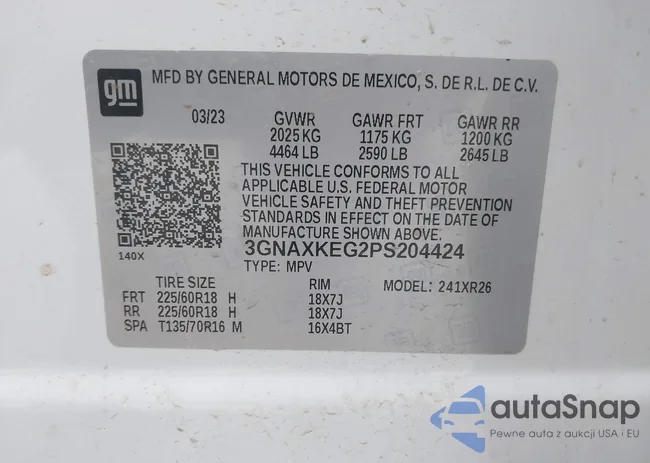 gm
MFD BY GENERAL MOTORS DE MEXICO, S. DE R.L. DE C.V.
03/23 GVWR GAWR FRT GAWR RR
2025 KG 1175 KG 1200 KG
4464 LB 2590 LB 2645 LB
THIS VEHICLE CONFORMS TO ALL
APPLICABLE U.S. FEDERAL MOTOR
VEHICLE SAFETY AND THEFT PREVENTION
STANDARDS IN EFFECT ON THE DATE OF
MANUFACTURE SHOWN ABOVE.
3GNAXKEG2PS204424
140X
TYPE: MPV
TIRE SIZE RIM MODEL: 241XR26
FRT 225/60R18 H 18X7J
RR 225/60R18 H 18X7J
SPA T135/70R16 M 16X4BT
autaSnap
Pewne auta z aukcji USA i EU